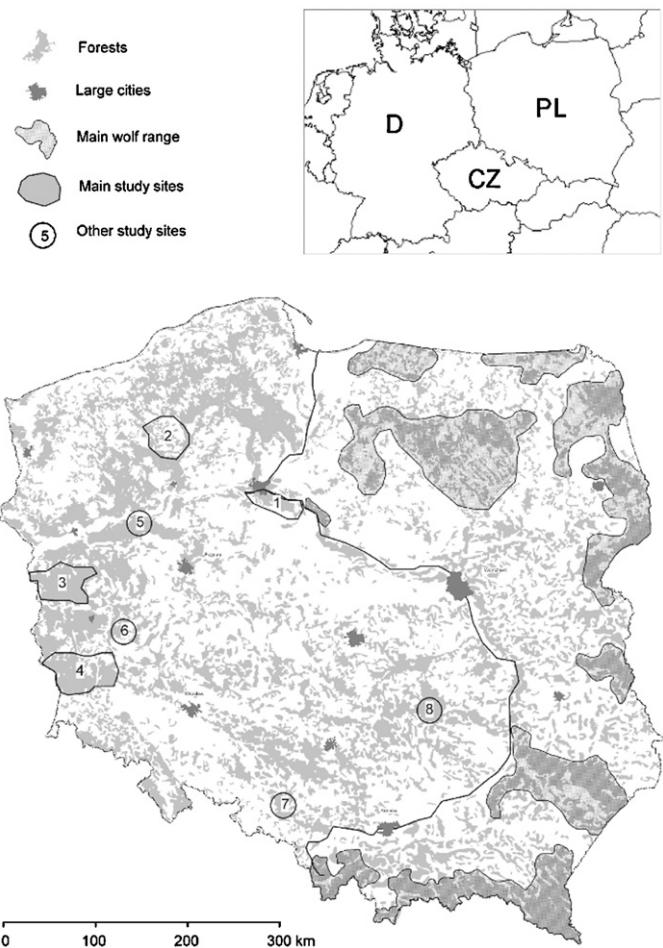 Forests
Large cities
Main wolf range
Main study sites
5 Other study sites
D
PL
CZ
2
1
5
3
6
4
8
7
0 100 200 300 km